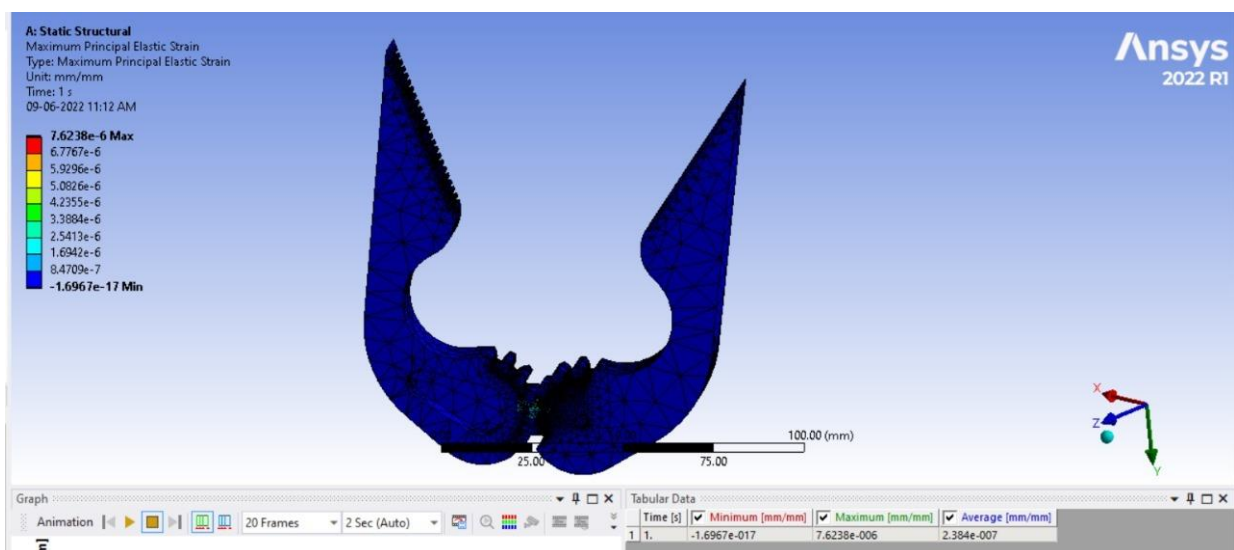 A: Static Structural
Maximum Principal Elastic Strain
Type: Maximum Principal Elastic Strain
Unit: mm/mm
Time: 1 s
09-06-2022 11:12 AM
7.6238e-6 Max
6.7767e-6
5.9296e-6
5.0826e-6
4.2355e-6
3.3884e-6
2.5413e-6
1.6942e-6
8.4709e-7
-1.6967e-17 Min
Ansys
2022 R1
X
Z
Y
100.00 (mm)
25.00
75.00
Graph
Animation 20 Frames 2 Sec (Auto)
Tabular Data
Time [s] Minimum [mm/mm] Maximum [mm/mm] Average [mm/mm]
1 1. -1.6967e-017 7.6238e-006 2.384e-007